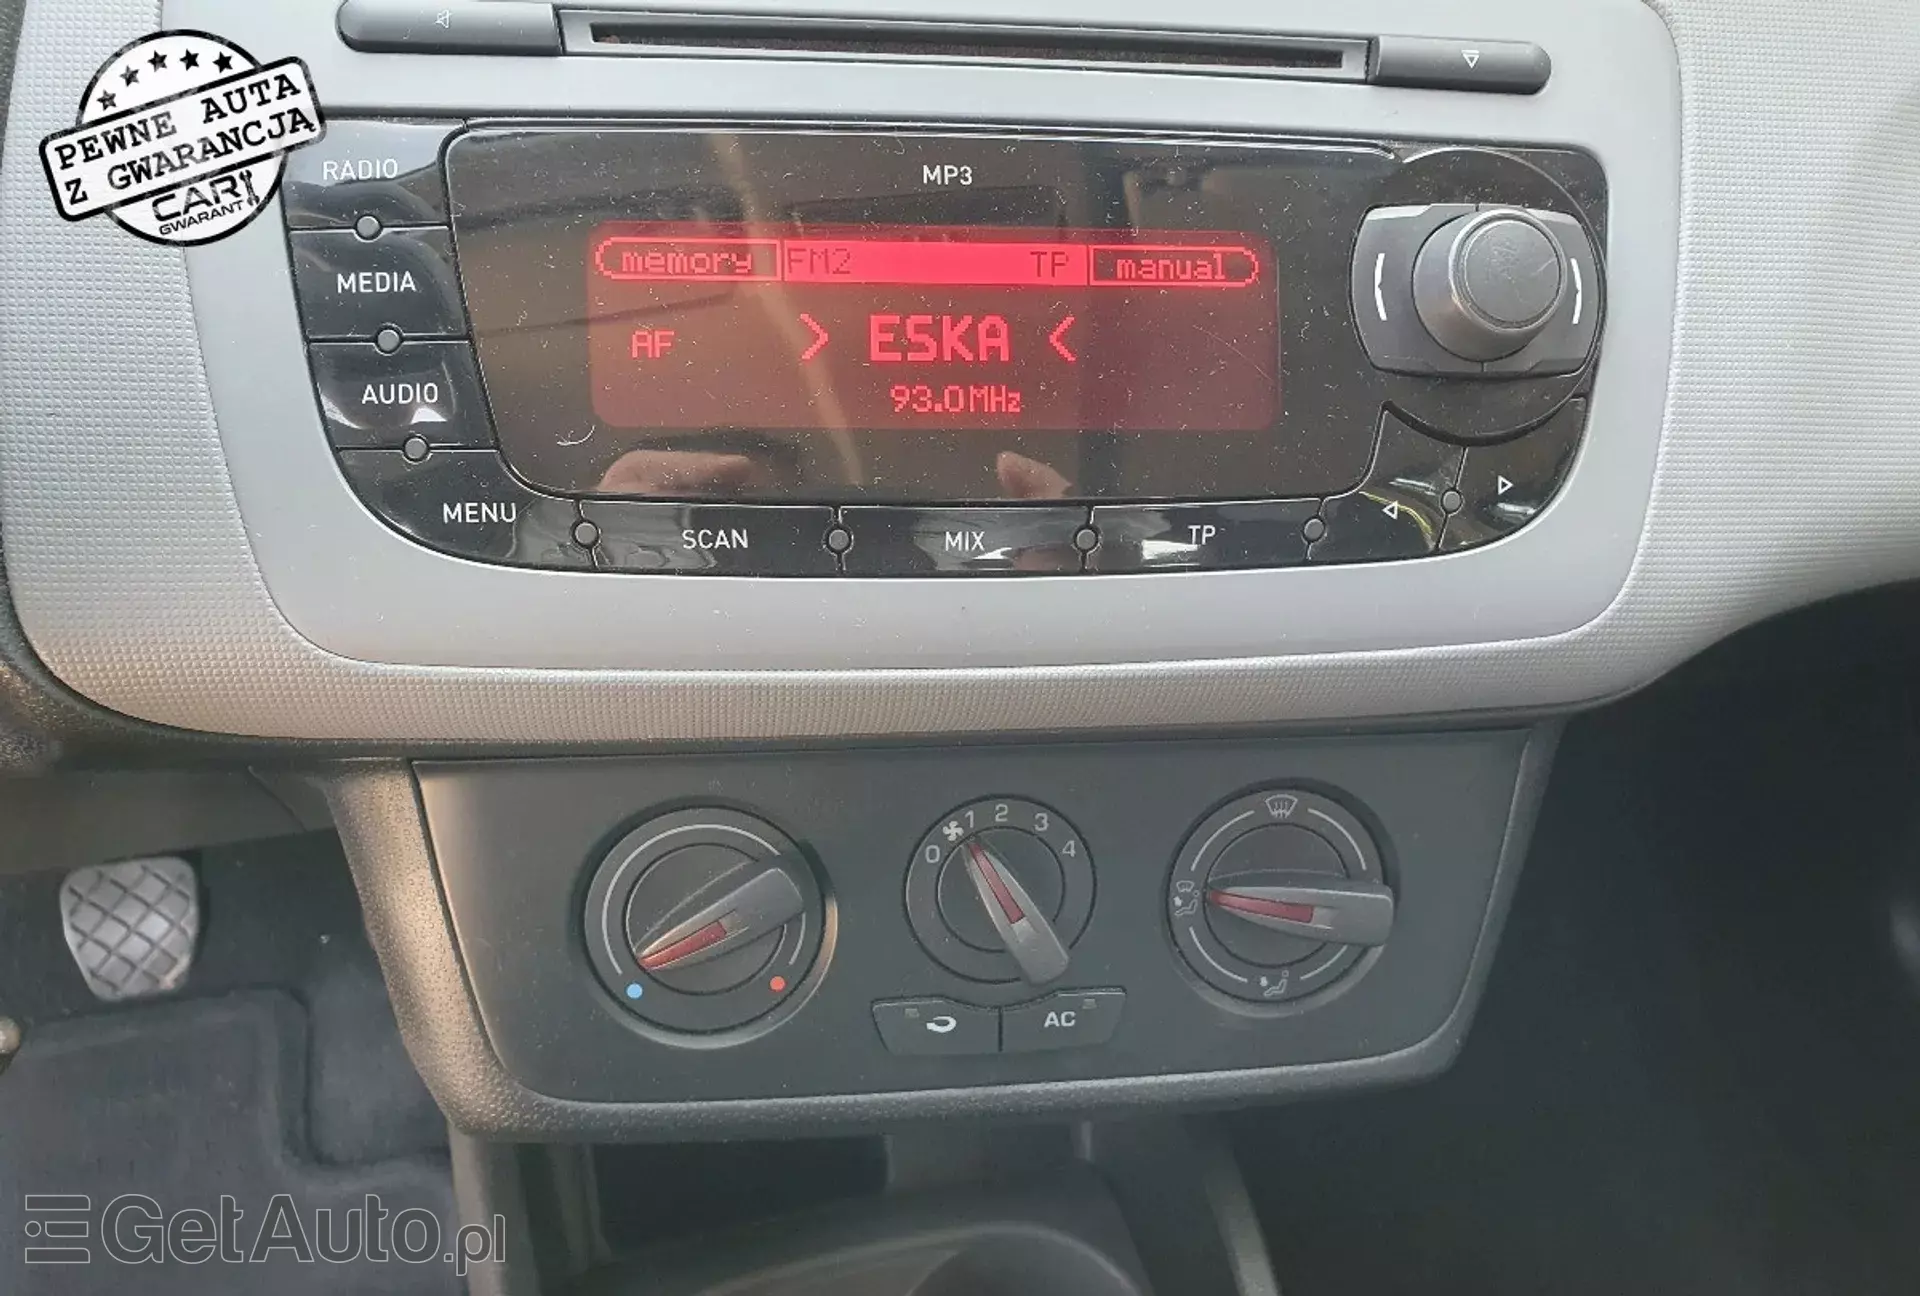 PEWNE AUTA
Z GWARANCJĄ
CAR
GWARANT
RADIO
MEDIA
AUDIO
MENU
MP3
memory FM2 TP manual
AF > ESKA <
93.0MHz
SCAN MIX TP
0 1 2 3 4
AC
GetAuto.pl